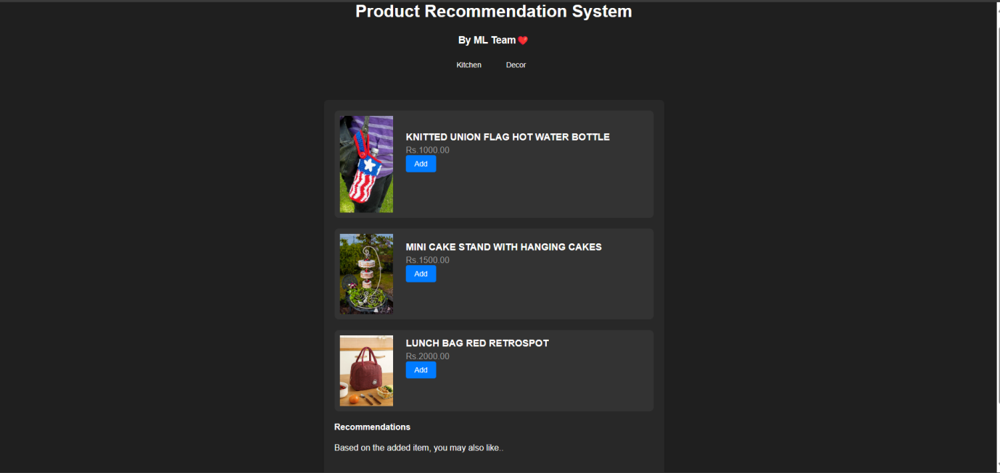 Product Recommendation System
By ML Team ❤️
Kitchen Decor
KNITTED UNION FLAG HOT WATER BOTTLE
Rs.1000.00
Add
MINI CAKE STAND WITH HANGING CAKES
Rs.1500.00
Add
LUNCH BAG RED RETROSPOT
Rs.2000.00
Add
Recommendations
Based on the added item, you may also like..